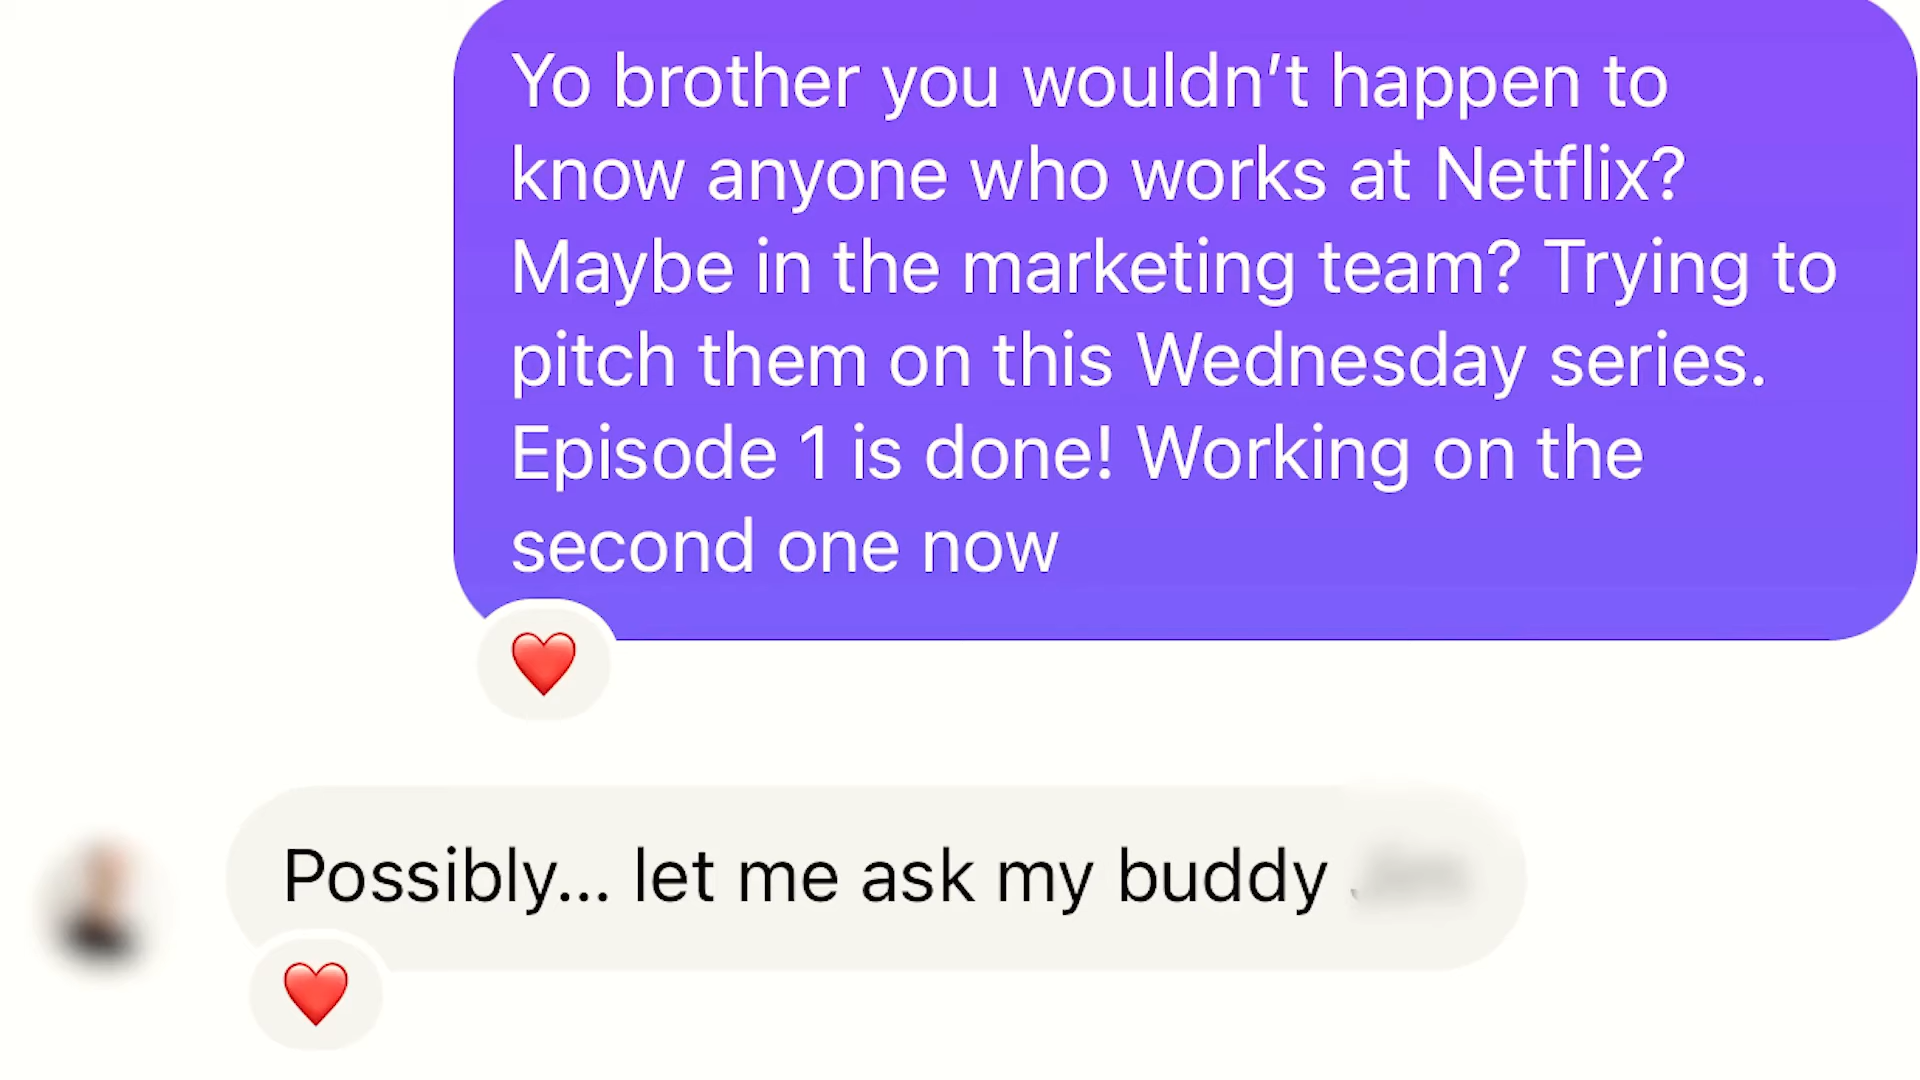 Yo brother you wouldn’t happen to
know anyone who works at Netflix?
Maybe in the marketing team? Trying to
pitch them on this Wednesday series.
Episode 1 is done! Working on the
second one now
Possibly... let me ask my buddy